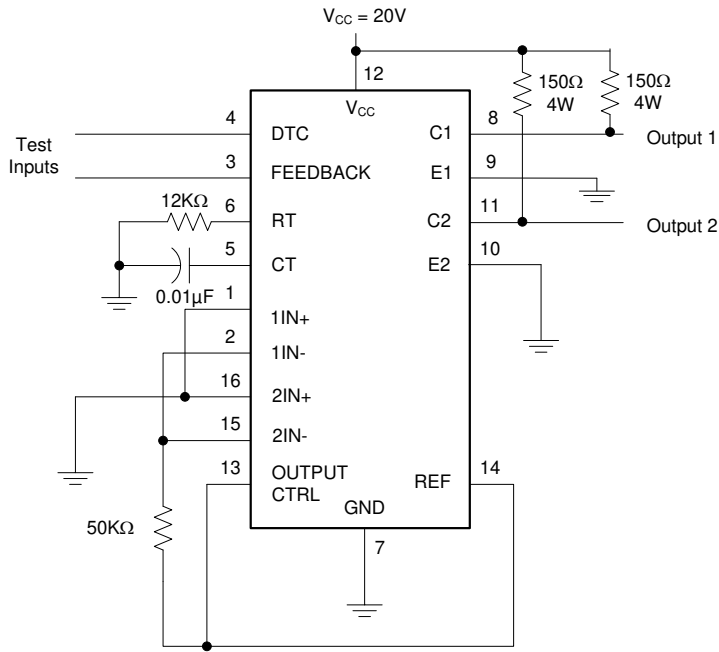 VCC = 20V
12
VCC
150Ω
4W
150Ω
4W
Test
Inputs
4
DTC
C1
8
Output 1
3
FEEDBACK
E1
9
12KΩ
6
RT
C2
11
Output 2
5
CT
E2
10
0.01µF
1
1IN+
2
1IN-
16
2IN+
15
2IN-
13
OUTPUT
CTRL
REF
14
GND
7
50KΩ